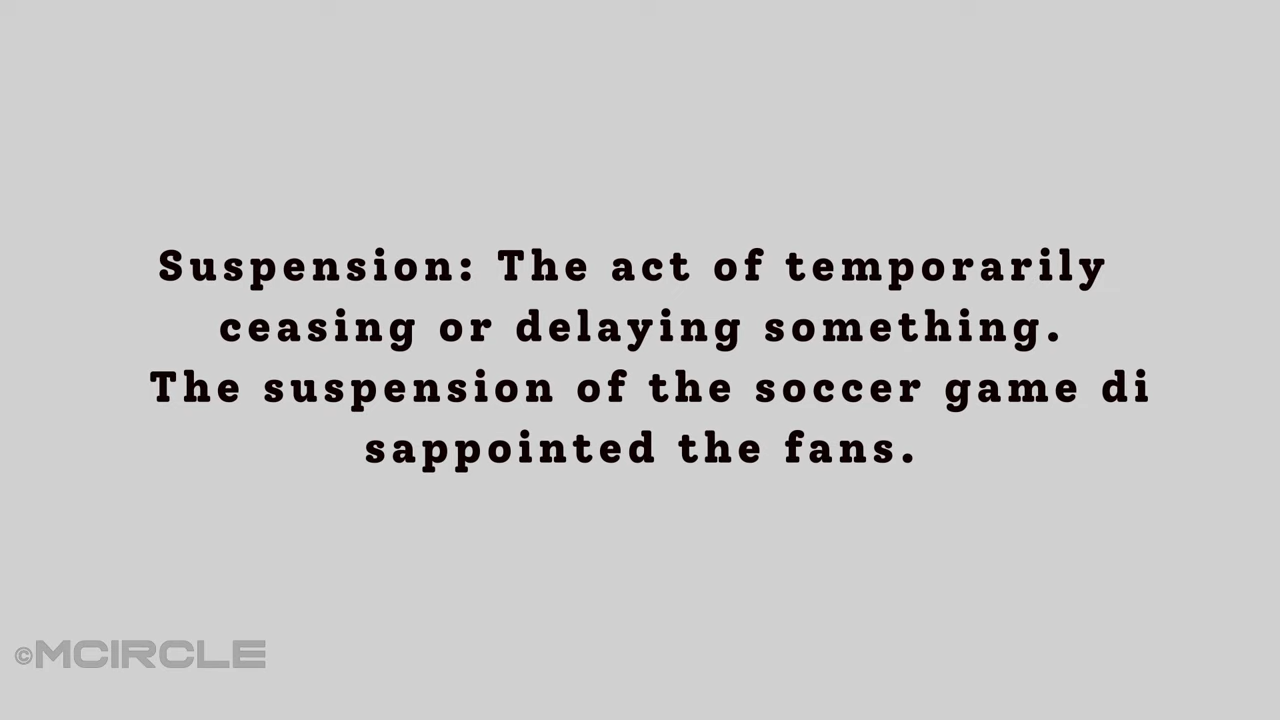 Suspension: The act of temporarily
ceasing or delaying something.
The suspension of the soccer game di
sappointed the fans.
©MCIRCLE